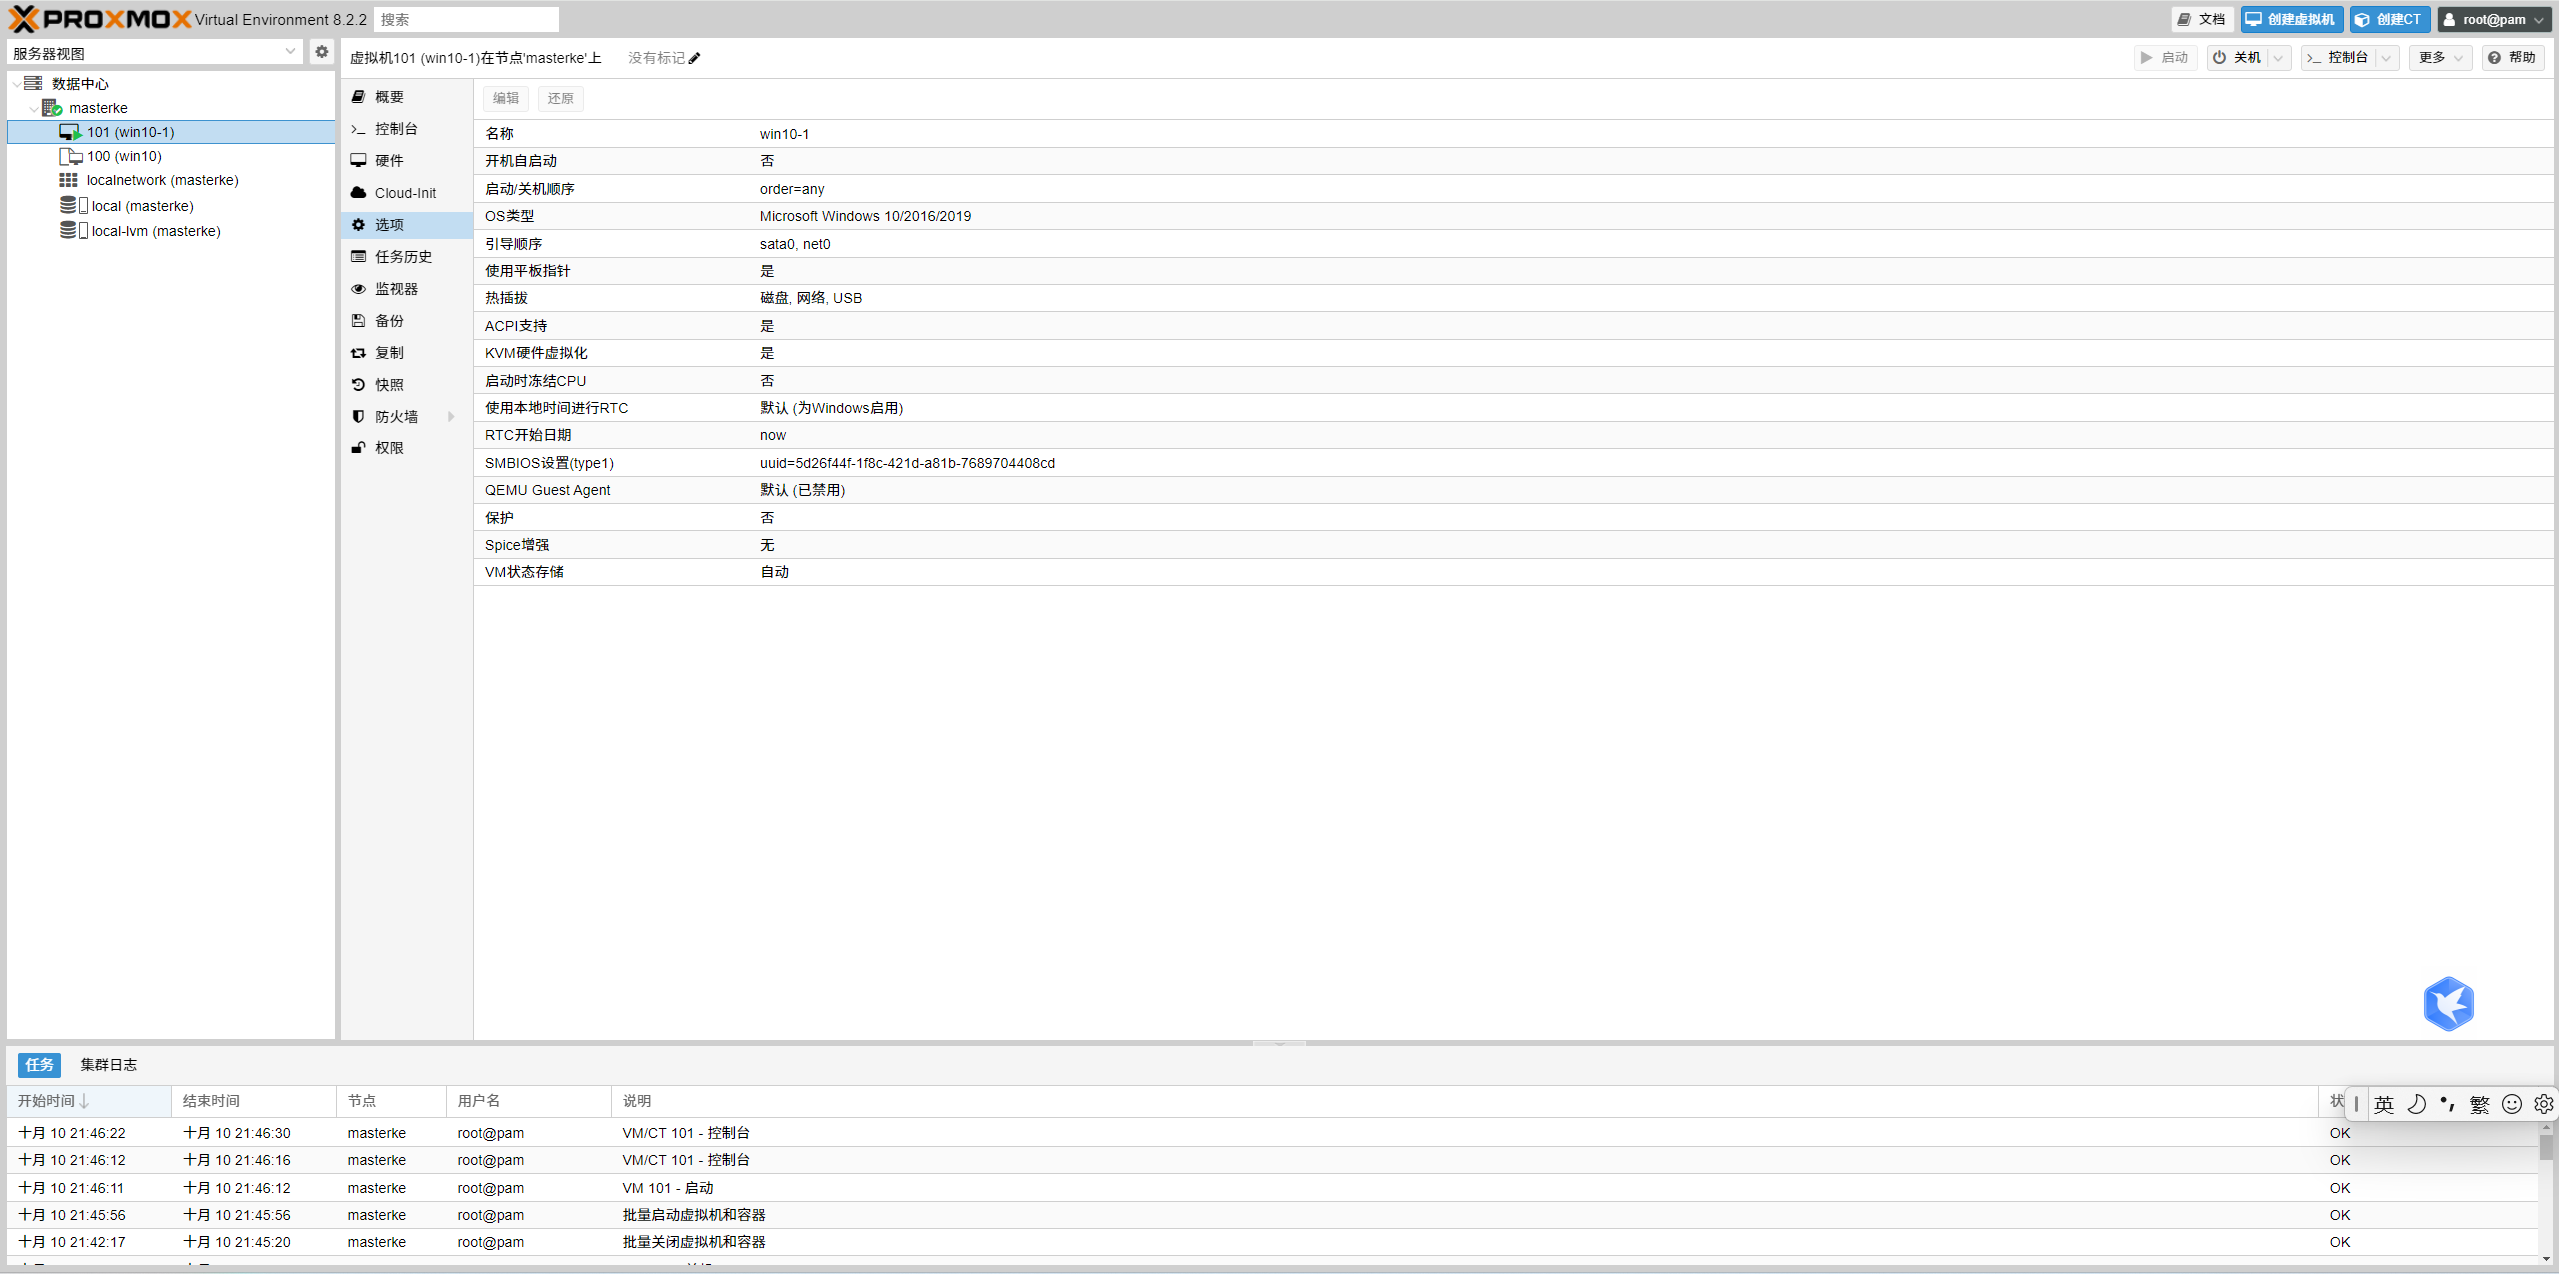 PROXMOX Virtual Environment 8.2.2 搜索 文档 创建虚拟机 创建CT root@pam
服务器视图
虚拟机101 (win10-1)在节点'masterke'上 没有标记 启动 关机 控制台 更多 帮助
数据中心
masterke
101 (win10-1)
100 (win10)
localnetwork (masterke)
local (masterke)
local-lvm (masterke)
概要
控制台
硬件
Cloud-Init
选项
任务历史
监视器
备份
复制
快照
防火墙
权限
编辑 还原
名称 win10-1
开机自启动 否
启动/关机顺序 order=any
OS类型 Microsoft Windows 10/2016/2019
引导顺序 sata0, net0
使用平板指针 是
热插拔 磁盘, 网络, USB
ACPI支持 是
KVM硬件虚拟化 是
启动时冻结CPU 否
使用本地时间进行RTC 默认 (为Windows启用)
RTC开始日期 now
SMBIOS设置(type1) uuid=5d26f44f-1f8c-421d-a81b-7689704408cd
QEMU Guest Agent 默认 (已禁用)
保护 否
Spice增强 无
VM状态存储 自动
任务 集群日志
开始时间 结束时间 节点 用户名 说明 状
英 繁
十月 10 21:46:22 十月 10 21:46:30 masterke root@pam VM/CT 101 - 控制台 OK
十月 10 21:46:12 十月 10 21:46:16 masterke root@pam VM/CT 101 - 控制台 OK
十月 10 21:46:11 十月 10 21:46:12 masterke root@pam VM 101 - 启动 OK
十月 10 21:45:56 十月 10 21:45:56 masterke root@pam 批量启动虚拟机和容器 OK
十月 10 21:42:17 十月 10 21:45:20 masterke root@pam 批量关闭虚拟机和容器 OK